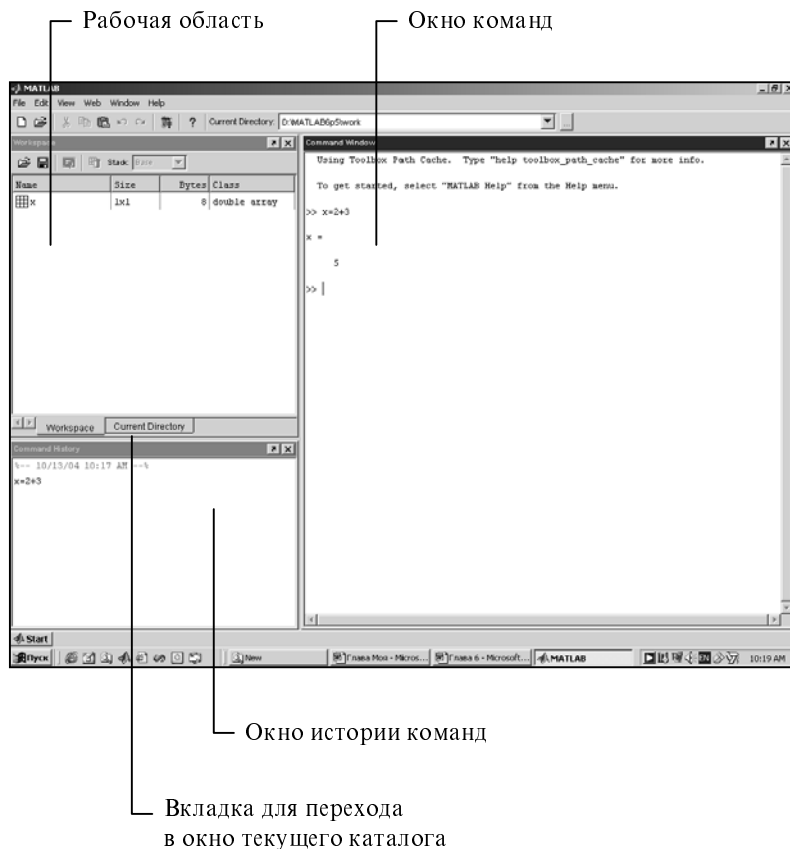 Рабочая область
Окно команд
MATLAB
File Edit View Web Window Help
? Current Directory: D:\MATLAB6p5\work
Workspace
Stack: Base
Name Size Bytes Class
x 1x1 8 double array
Workspace Current Directory
Command History
%-- 10/13/04 10:17 AM --%
x=2+3
Command Window
Using Toolbox Path Cache. Type "help toolbox_path_cache" for more info.
To get started, select "MATLAB Help" from the Help menu.
>> x=2+3
x =
5
>>
Start
Пуск New Глава Моя - Micros... Глава 6 - Microsoft... MATLAB EN 10:19 AM
Окно истории команд
Вкладка для перехода
в окно текущего каталога